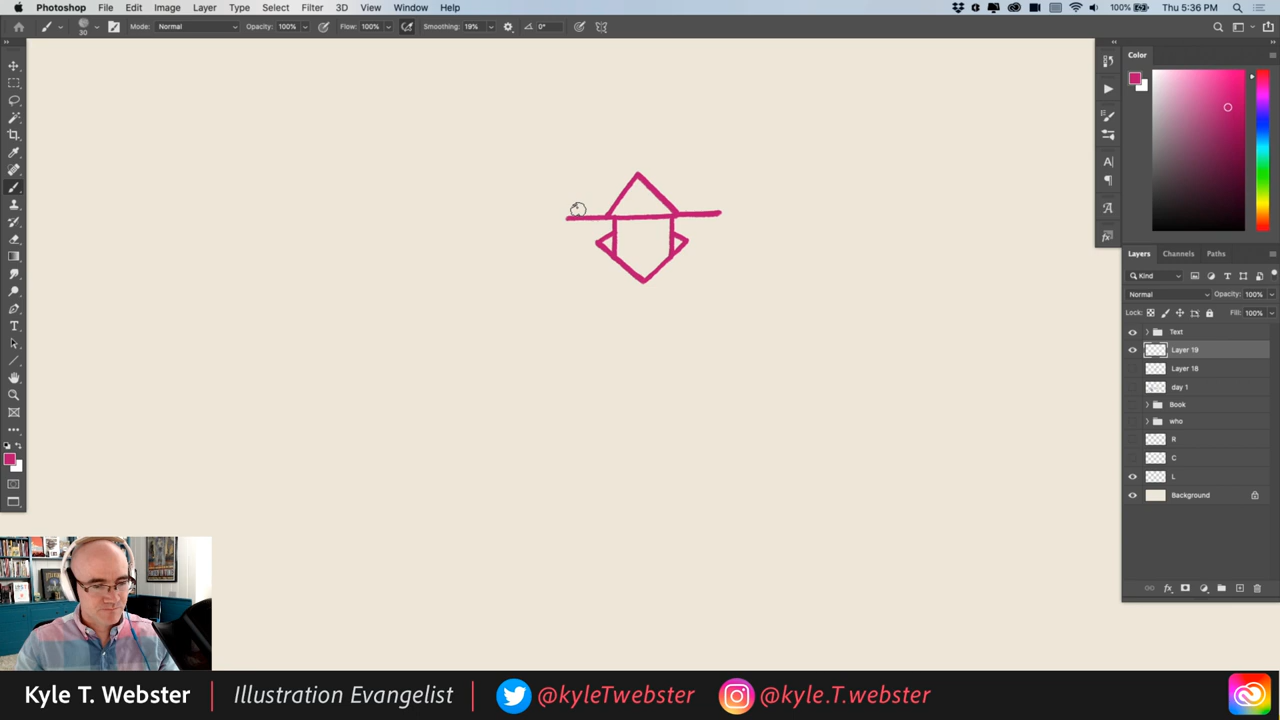 Photoshop File Edit Image Layer Type Select Filter 3D View Window Help
100% Thu 5:36 PM
30 Mode: Normal Opacity: 100% Flow: 100% Smoothing: 19% 0°
Color
Layers Channels Paths
Kind
Normal Opacity: 100%
Lock: Fill: 100%
Text
Layer 19
Layer 18
day 1
Book
who
R
C
L
Background
Kyle T. Webster | Illustration Evangelist @kyleTwebster @kyle.T.webster